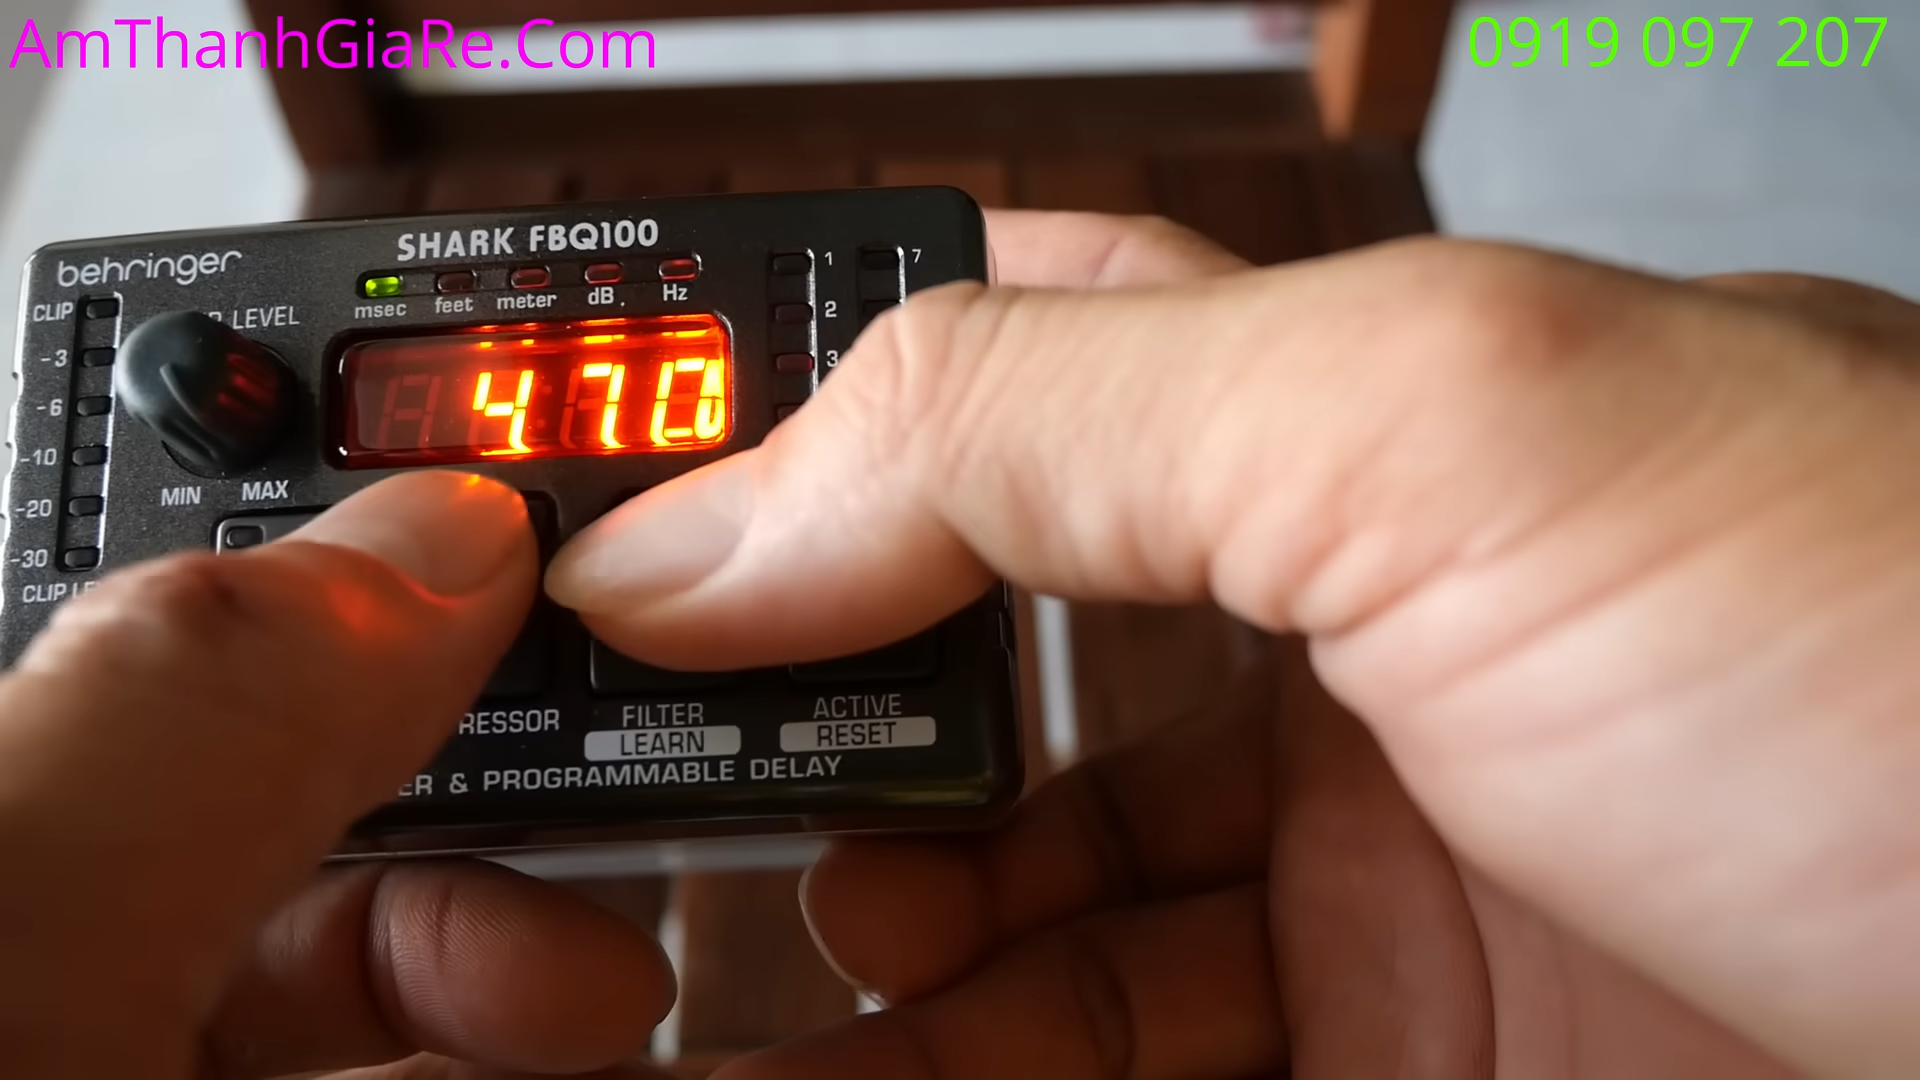 AmThanhGiaRe.Com
0919 097 207
SHARK FBQ100
behringer
msec feet meter dB Hz
1 7
2
3
CLIP
-3
-6
-10
-20
-30
LEVEL
470
MIN MAX
CLIP
RESSOR
FILTER
LEARN
ACTIVE
RESET
ER & PROGRAMMABLE DELAY